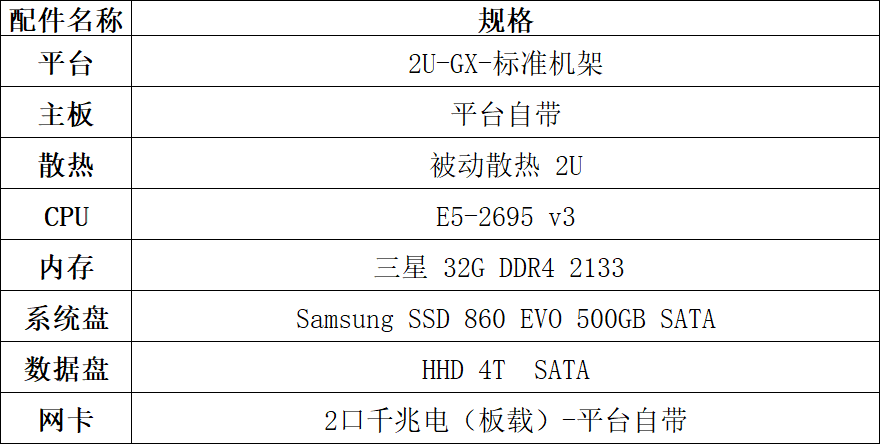 配件名称 规格
平台 2U-GX-标准机架
主板 平台自带
散热 被动散热 2U
CPU E5-2695 v3
内存 三星 32G DDR4 2133
系统盘 Samsung SSD 860 EVO 500GB SATA
数据盘 HHD 4T  SATA
网卡 2口千兆电（板载）-平台自带